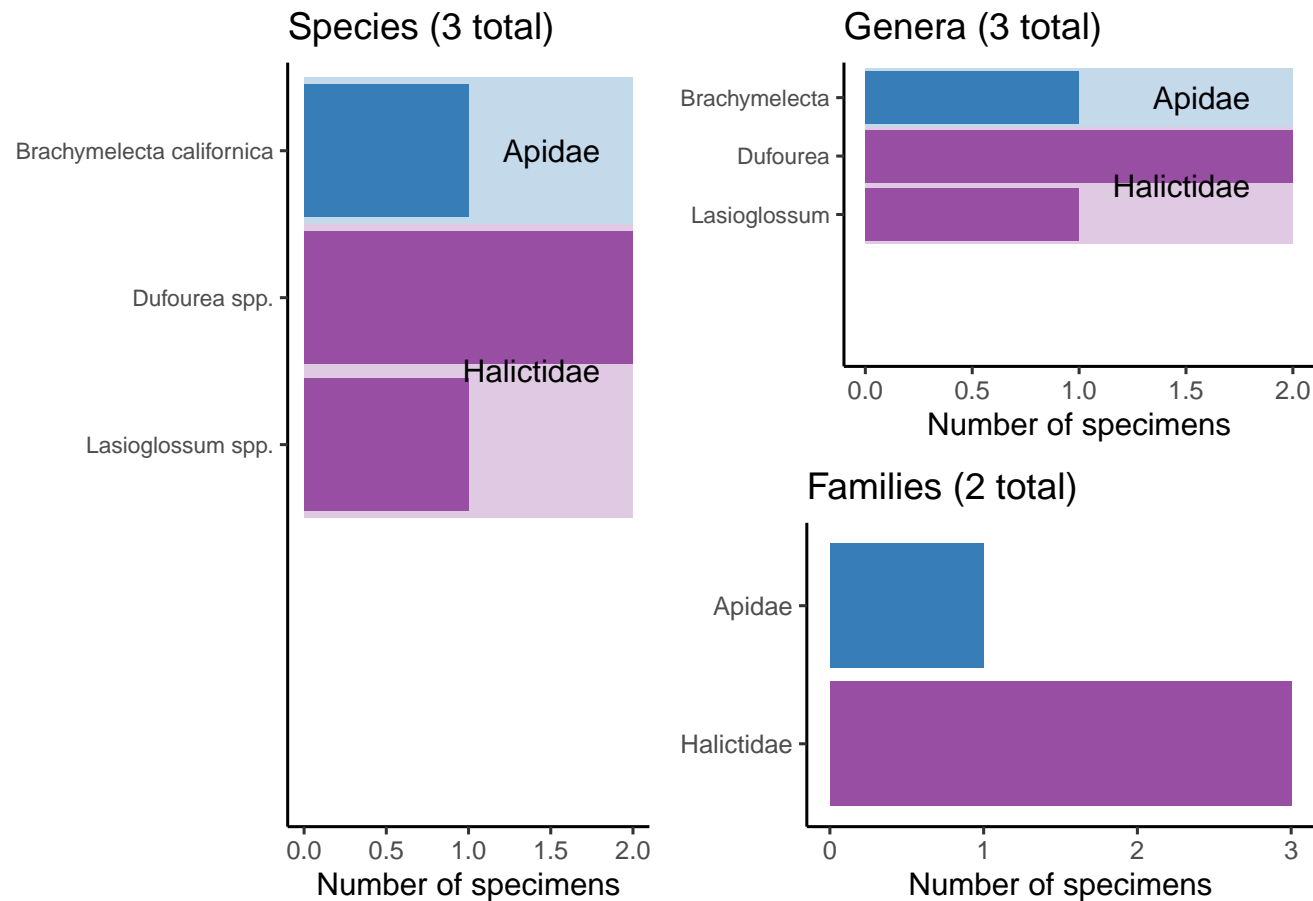 Species (3 total)
Brachymelecta californica
Apidae
Dufourea spp.
Halictidae
Lasioglossum spp.
0.0 0.5 1.0 1.5 2.0
Number of specimens
Genera (3 total)
Brachymelecta
Apidae
Dufourea
Halictidae
Lasioglossum
0.0 0.5 1.0 1.5 2.0
Number of specimens
Families (2 total)
Apidae
Halictidae
0 1 2 3
Number of specimens